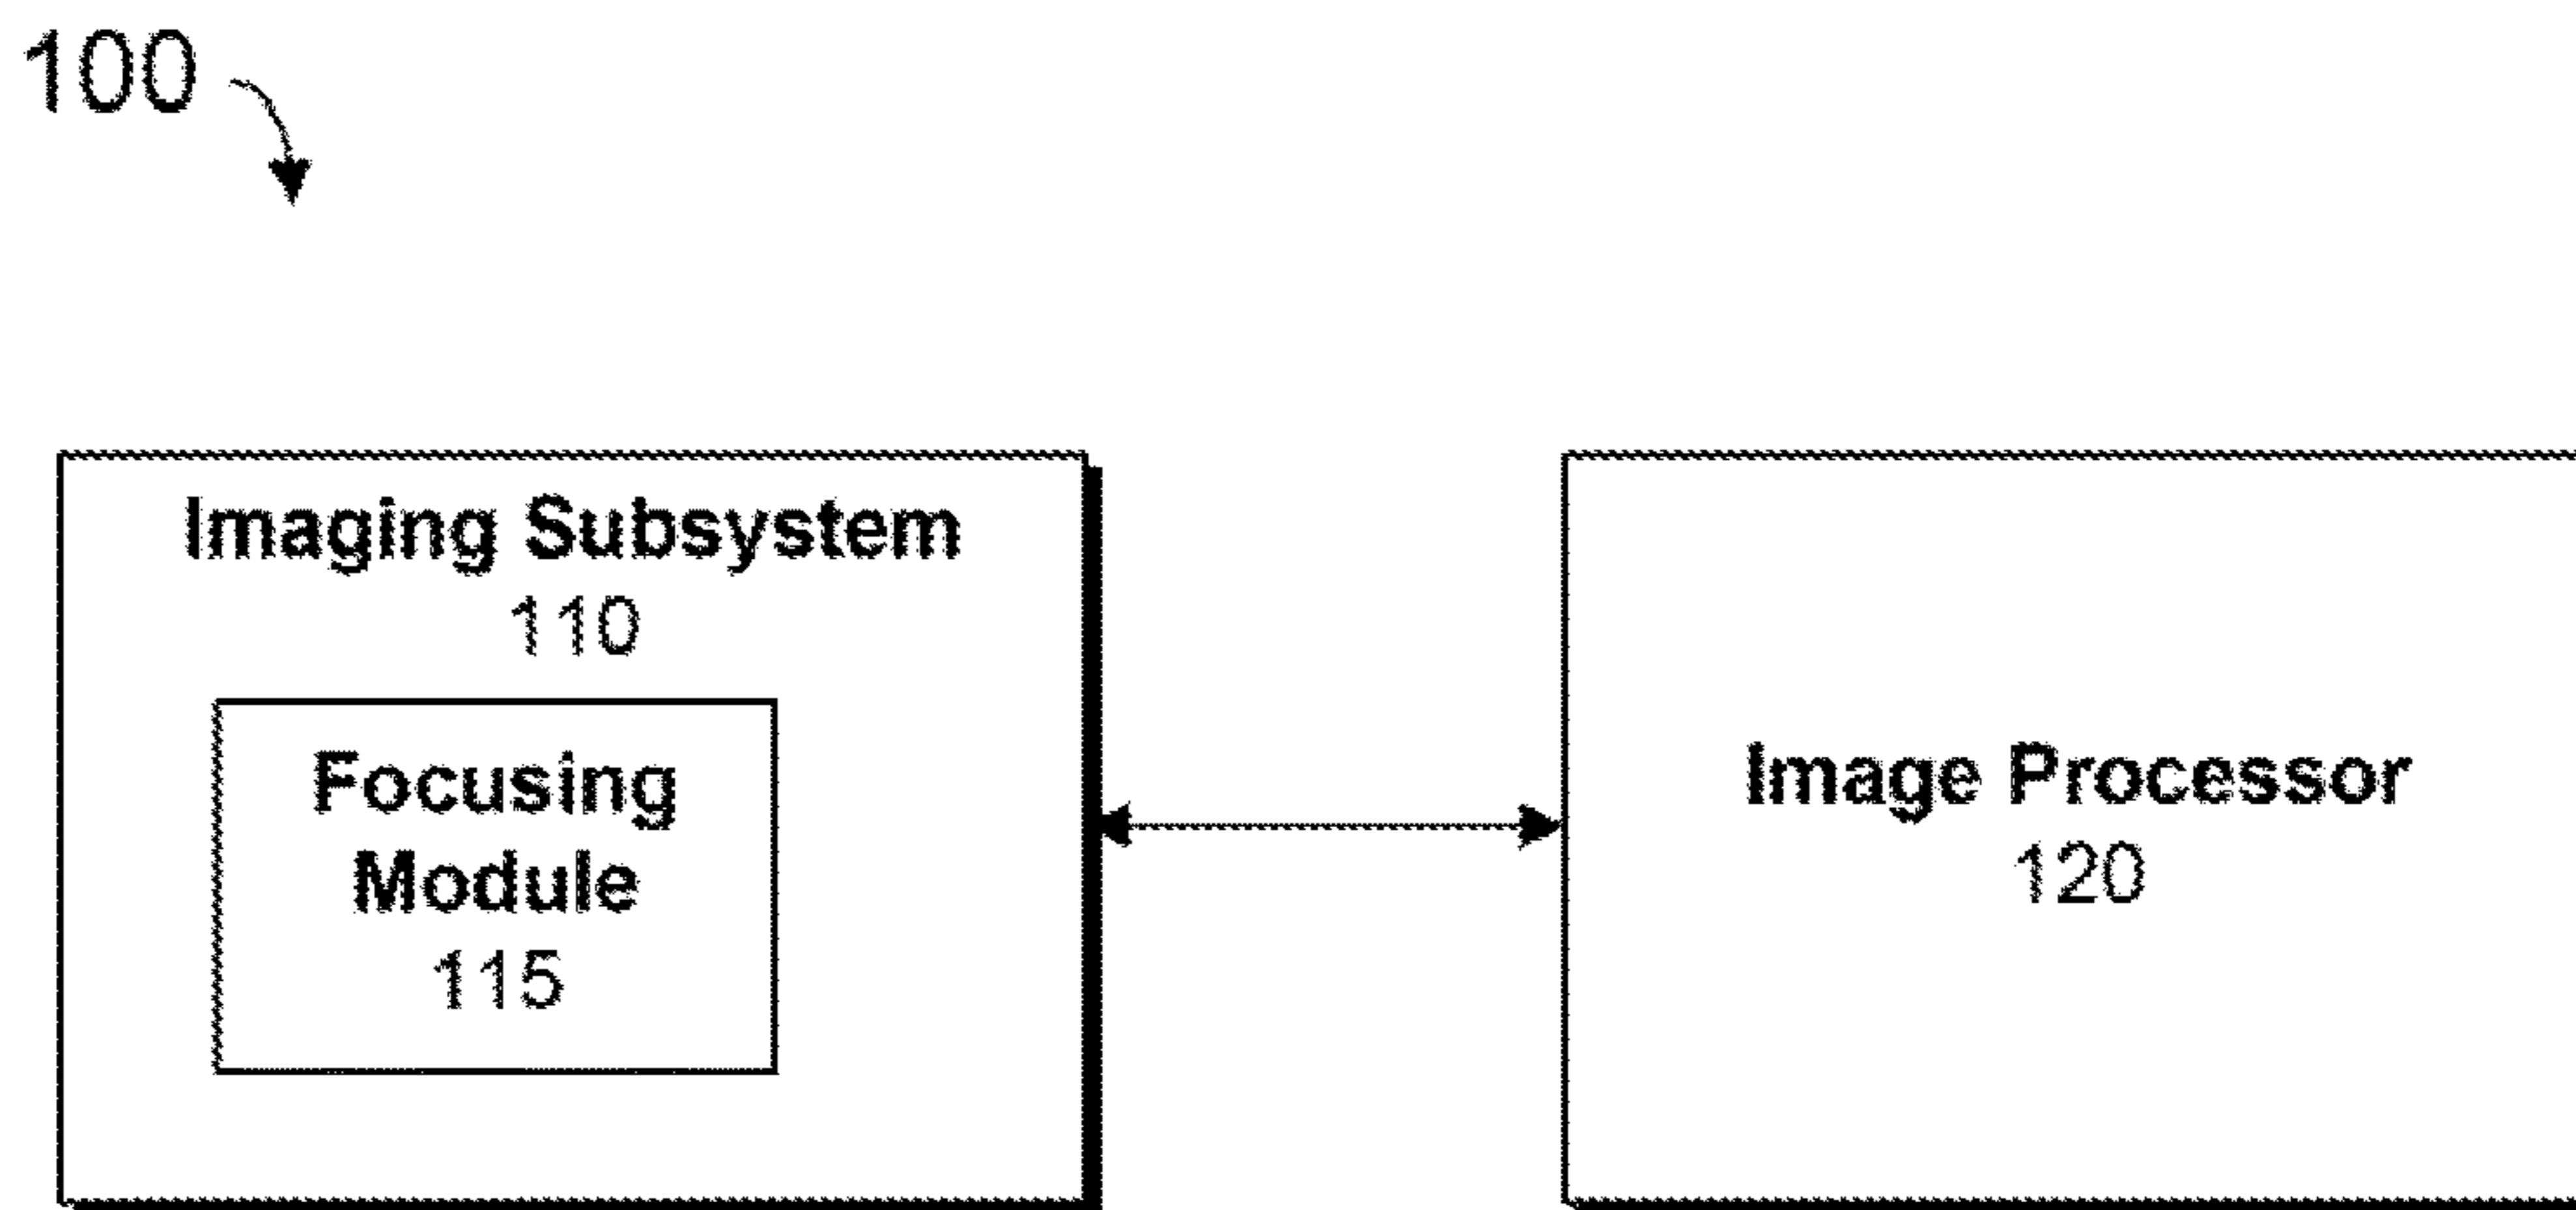 100
Imaging Subsystem
110
Focusing
Module
115
Image Processor
120